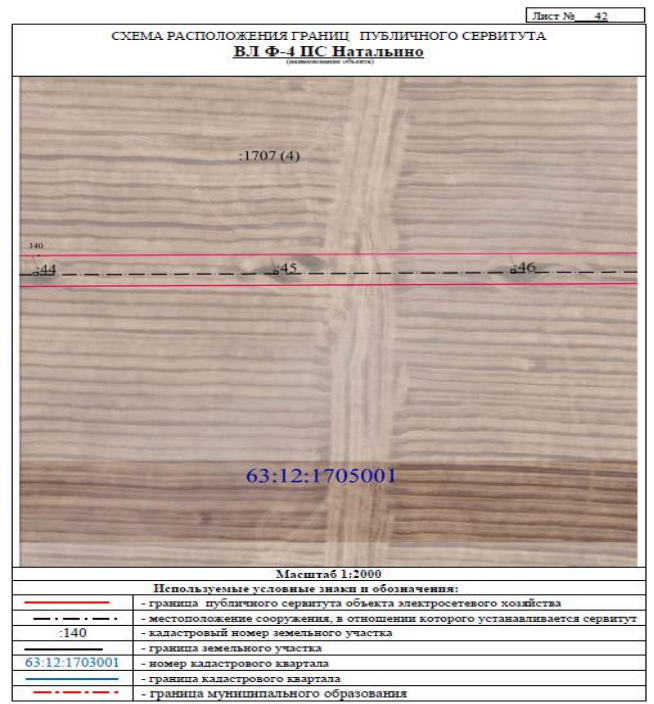 Лист № 42
СХЕМА РАСПОЛОЖЕНИЯ ГРАНИЦ ПУБЛИЧНОГО СЕРВИТУТА
ВЛ Ф-4 ПС Натальино
(наименование объекта)
:1707 (4)
140
:44
:45
:46
63:12:1705001
Масштаб 1:2000
Используемые условные знаки и обозначения:
- граница публичного сервитута объекта электросетевого хозяйства
- местоположение сооружения, в отношении которого устанавливается сервитут
:140 - кадастровый номер земельного участка
- граница земельного участка
63:12:1703001 - номер кадастрового квартала
- граница кадастрового квартала
- граница муниципального образования